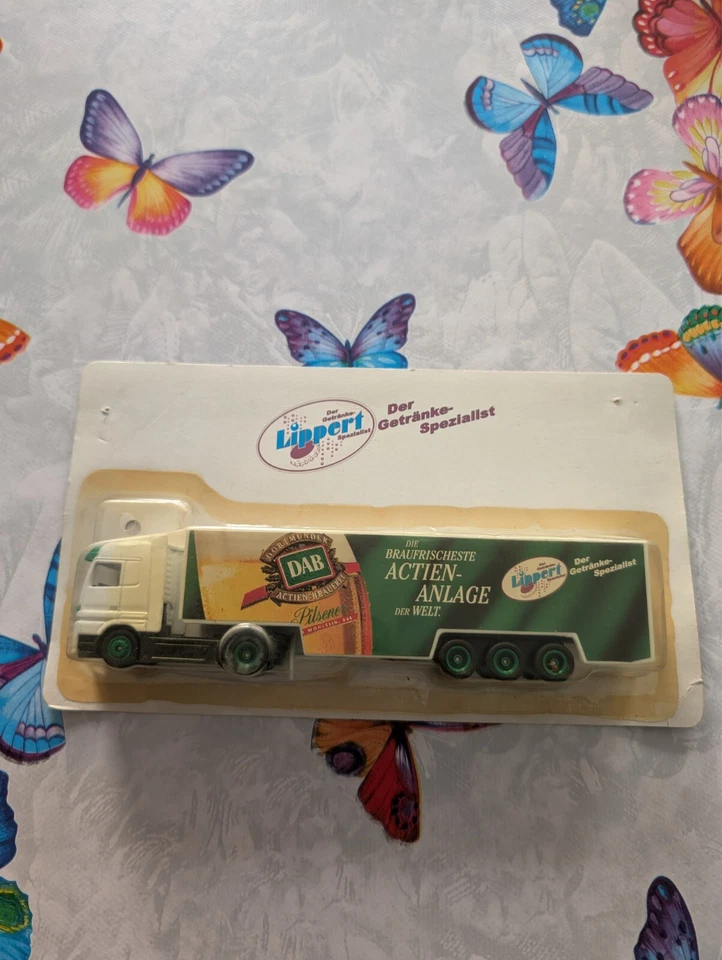 Der
Getränke-
Lippert
Spezialist
Der
Getränke-
Spezialist
DORTMUNDER
DAB
ACTIEN-BRAUEREI
Pilsener
DIE
BRAUFRISCHESTE
ACTIEN-
ANLAGE
DER WELT.
Der
Getränke-
Lippert
Spezialist
Der
Getränke-
Spezialist